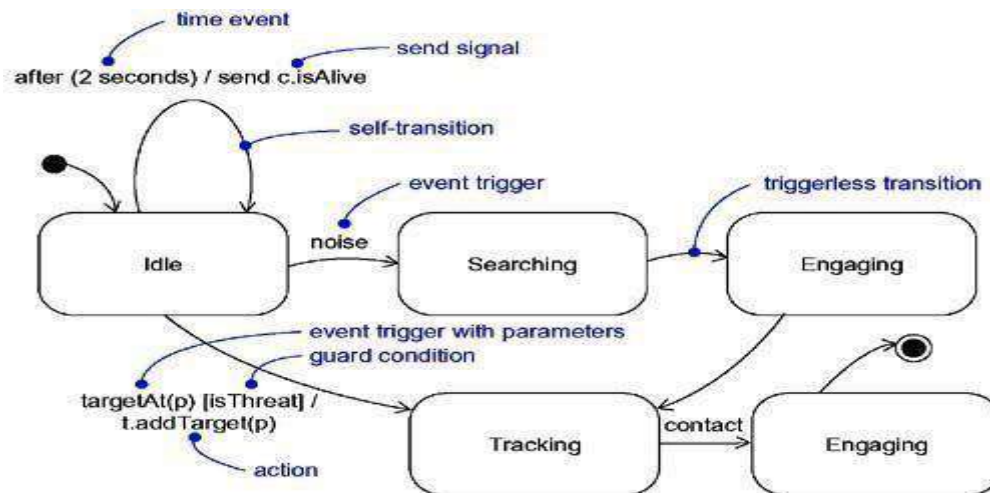 time event
send signal
after (2 seconds) / send c.isAlive
self-transition
event trigger
triggerless transition
noise
Idle
Searching
Engaging
event trigger with parameters
guard condition
targetAt(p) [isThreat] /
t.addTarget(p)
contact
Tracking
Engaging
action